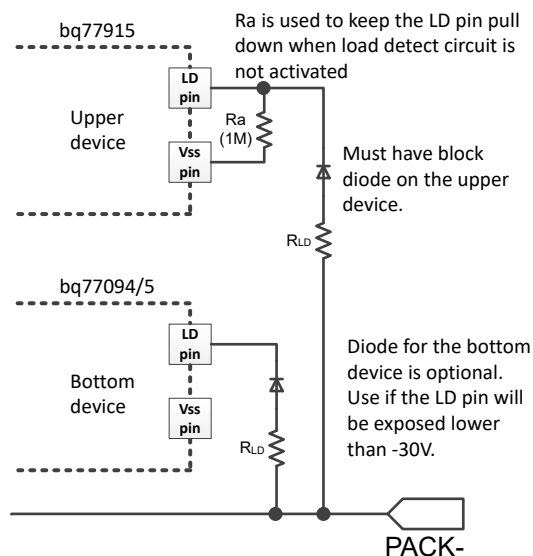 bq77915
Ra is used to keep the LD pin pull
down when load detect circuit is
not activated
LD
pin
Upper
device
Ra
(1M)
Vss
pin
Must have block
diode on the upper
device.
RLD
bq77094/5
LD
pin
Bottom
device
Vss
pin
Diode for the bottom
device is optional.
Use if the LD pin will
be exposed lower
than -30V.
RLD
PACK-